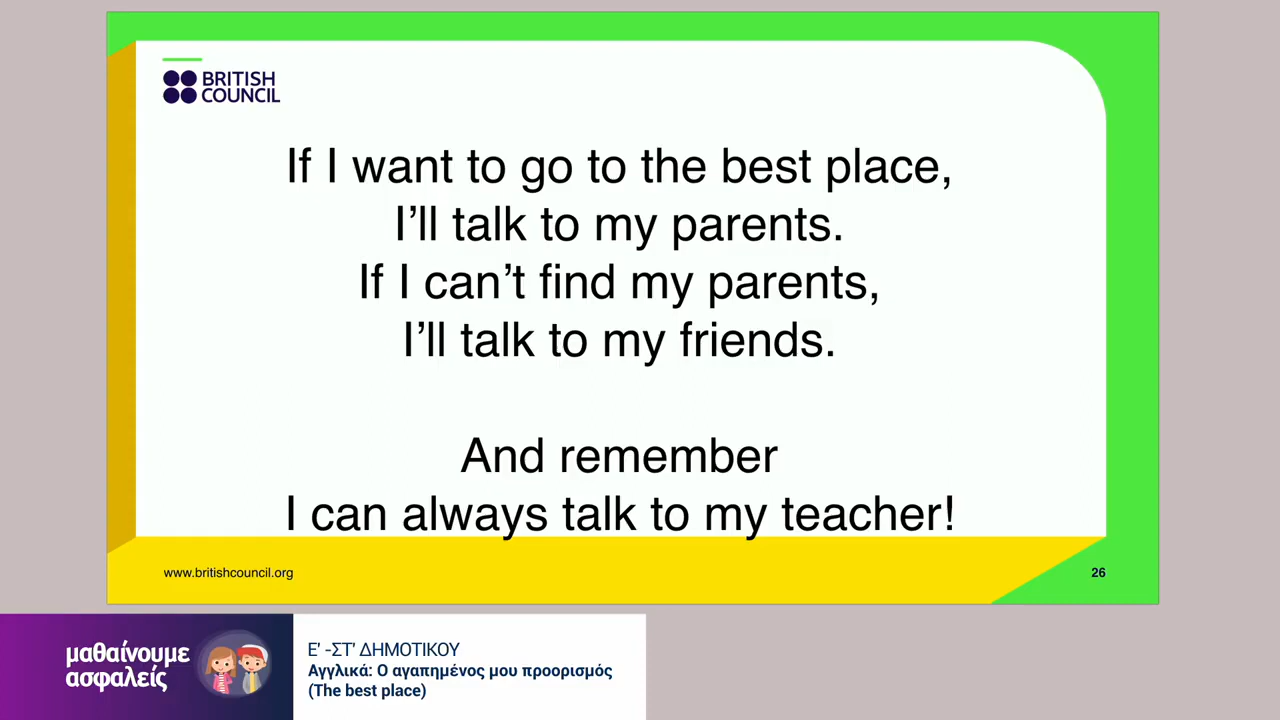 BRITISH
COUNCIL
If I want to go to the best place,
I’ll talk to my parents.
If I can’t find my parents,
I’ll talk to my friends.
And remember
I can always talk to my teacher!
www.britishcouncil.org
26
μαθαίνουμε
ασφαλείς
Ε' -ΣΤ' ΔΗΜΟΤΙΚΟΥ
Αγγλικά: Ο αγαπημένος μου προορισμός
(The best place)